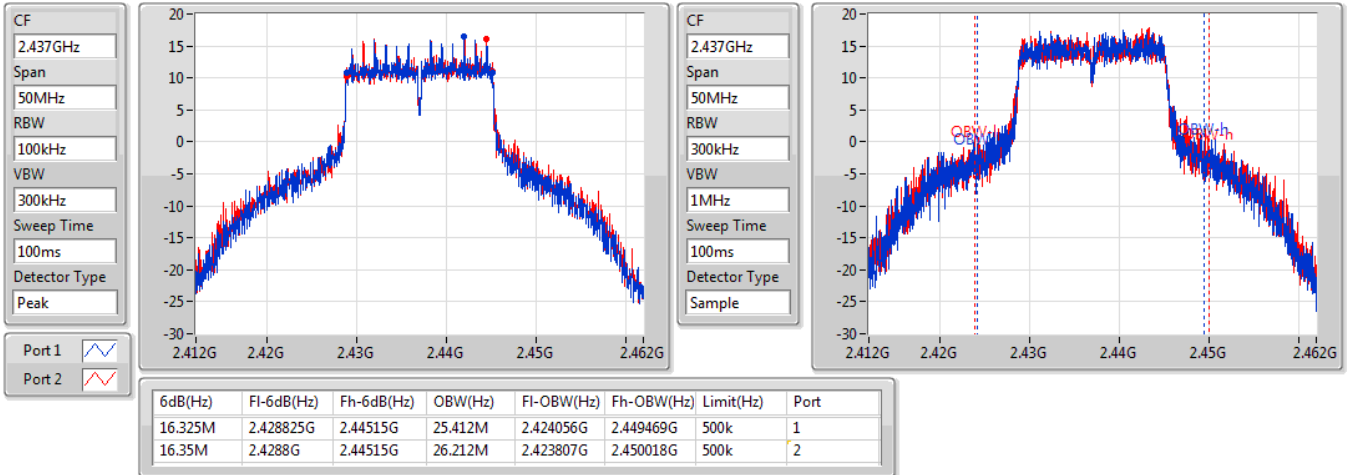 CF
2.437GHz
Span
50MHz
RBW
100kHz
VBW
300kHz
Sweep Time
100ms
Detector Type
Peak
Port 1
Port 2
20
15
10
5
0
-5
-10
-15
-20
-25
-30
2.412G 2.42G 2.43G 2.44G 2.45G 2.462G
CF
2.437GHz
Span
50MHz
RBW
300kHz
VBW
1MHz
Sweep Time
100ms
Detector Type
Sample
20
15
10
5
0
-5
-10
-15
-20
-25
-30
OBW-h
2.412G 2.42G 2.43G 2.44G 2.45G 2.462G
6dB(Hz) Fl-6dB(Hz) Fh-6dB(Hz) OBW(Hz) Fl-OBW(Hz) Fh-OBW(Hz) Limit(Hz) Port
16.325M 2.428825G 2.44515G 25.412M 2.424056G 2.449469G 500k 1
16.35M 2.4288G 2.44515G 26.212M 2.423807G 2.450018G 500k 2